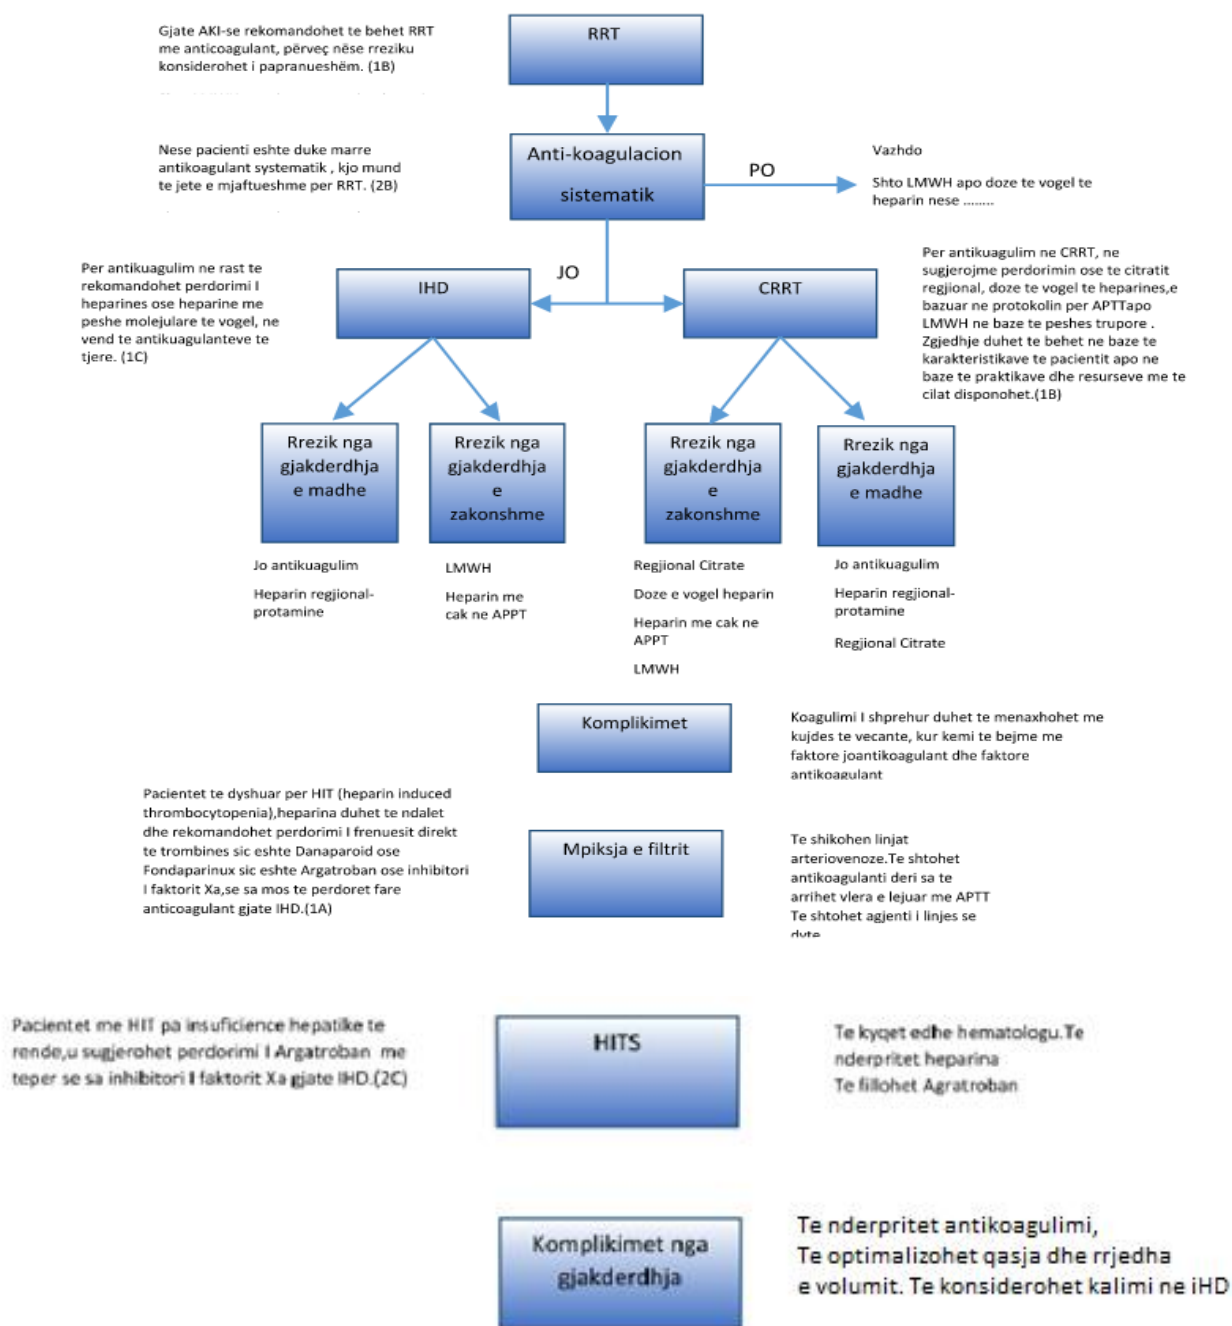 Gjate AKI-se rekomandohet te behet RRT
me anticoagulant, përveç nëse rreziku
konsiderohet i papranueshëm. (1B)
RRT
Nese pacienti eshte duke marre
antikoagulant systematik , kjo mund
te jete e mjaftueshme per RRT. (2B)
Anti-koagulacion
sistematik
PO
Vazhdo
Shto LMWH apo doze te vogel te
heparin nese ........
JO
Per antikuagulim ne rast te
rekomandohet perdorimi I
heparines ose heparine me
peshe molejulare te vogel, ne
vend te antikuagulanteve te
tjere. (1C)
IHD
CRRT
Per antikuagulim ne CRRT, ne
sugjerojme perdorimin ose te citratit
regjional, doze te vogel te heparines,e
bazuar ne protokolin per APTTapo
LMWH ne baze te peshes trupore .
Zgjedhje duhet te behet ne baze te
karakteristikave te pacientit apo ne
baze te praktikave dhe resurseve me te
cilat disponohet.(1B)
Rrezik nga
gjakderdhja
e madhe
Rrezik nga
gjakderdhja
e
zakonshme
Rrezik nga
gjakderdhja
e
zakonshme
Rrezik nga
gjakderdhja
e madhe
Jo antikuagulim
Heparin regjional-
protamine
LMWH
Heparin me
cak ne APPT
Regjional Citrate
Doze e vogel heparin
Heparin me cak ne
APPT
LMWH
Jo antikuagulim
Heparin regjional-
protamine
Regjional Citrate
Komplikimet
Koagulimi I shprehur duhet te menaxhohet me
kujdes te vecante, kur kemi te bejme me
faktore joantikoagulant dhe faktore
antikoagulant
Pacientet te dyshuar per HIT (heparin induced
thrombocytopenia),heparina duhet te ndalet
dhe rekomandohet perdorimi I frenuesit direkt
te trombines sic eshte Danaparoid ose
Fondaparinux sic eshte Argatroban ose inhibitori
I faktorit Xa,se sa mos te perdoret fare
anticoagulant gjate IHD.(1A)
Mpiksja e filtrit
Te shikohen linjat
arteriovenoze.Te shtohet
antikoagulanti deri sa te
arrihet vlera e lejuar me APTT
Te shtohet agjenti i linjes se
dyte
Pacientet me HIT pa insuficience hepatike te
rende,u sugjerohet perdorimi I Argatroban me
teper se sa inhibitori I faktorit Xa gjate IHD.(2C)
HITS
Te kyqet edhe hematologu.Te
nderpritet heparina
Te fillohet Agratroban
Komplikimet nga
gjakderdhja
Te nderpritet antikoagulimi,
Te optimalizohet qasja dhe rrjedha
e volumit. Te konsiderohet kalimi ne iHD